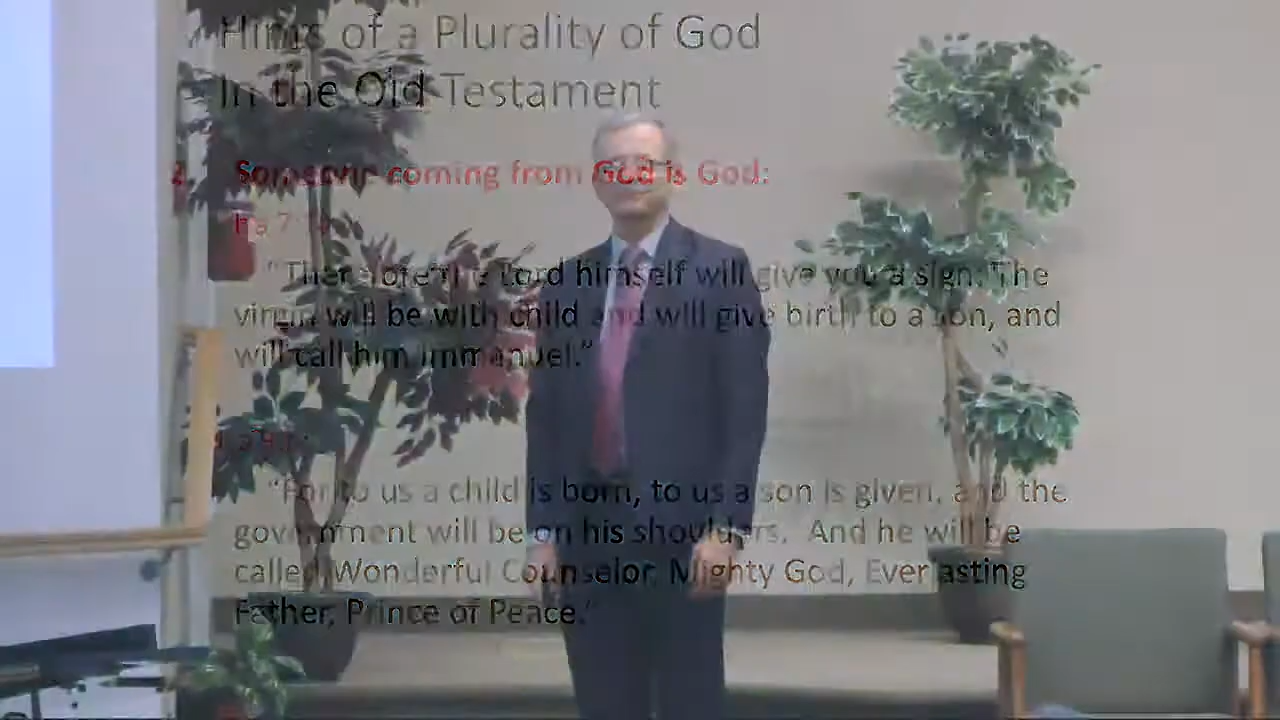 Hints of a Plurality of God
In the Old Testament
2. Someone coming from God is God:
"Therefore the Lord himself will give you a sign: The
virgin will be with child and will give birth to a son, and
will call him Immanuel."
"For to us a child is born, to us a son is given, and the
government will be on his shoulders. And he will be
called Wonderful Counselor, Mighty God, Everlasting
Father, Prince of Peace."